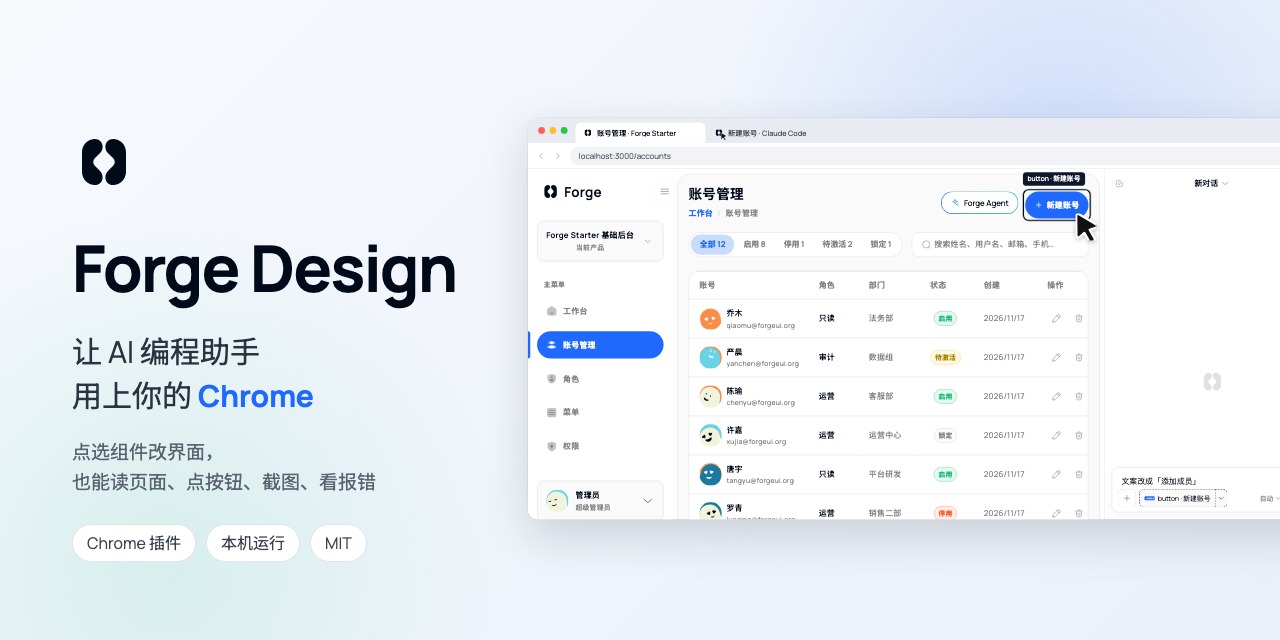 Forge Design
让 AI 编程助手
用上你的 Chrome
点选组件改界面，
也能读页面、点按钮、截图、看报错
Chrome 插件
本机运行
MIT
账号管理 · Forge Starter
新建账号 · Claude Code
localhost:3000/accounts
Forge
Forge Starter 基础后台
当前产品
主菜单
工作台
账号管理
角色
菜单
权限
管理员
超级管理员
账号管理
工作台 / 账号管理
Forge Agent
button · 新建账号
+ 新建账号
全部 12 启用 8 停用 1 待激活 2 锁定 1
搜索姓名、用户名、邮箱、手机...
账号 角色 部门 状态 创建 操作
乔木
qiaomu@forgeui.org
只读 法务部 启用 2026/11/17
严晨
yanchen@forgeui.org
审计 数据组 待激活 2026/11/17
陈瑜
chenyu@forgeui.org
运营 客服部 启用 2026/11/17
许嘉
xujia@forgeui.org
运营 运营中心 锁定 2026/11/17
唐宇
tangyu@forgeui.org
只读 平台研发 启用 2026/11/17
罗青
运营 销售二部 停用 2026/11/17
新对话
文案改成「添加成员」
button · 新建账号
自动